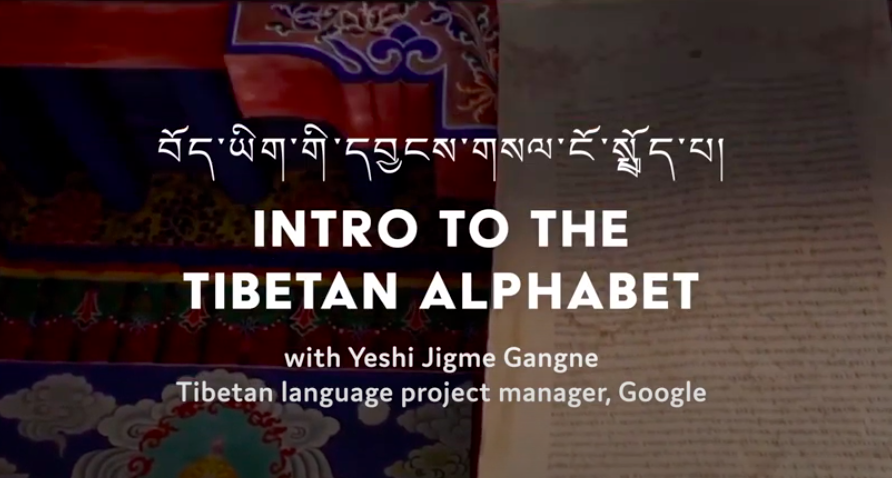 བོད་ཡིག་གི་དབྱངས་གསལ་ངོ་སྤྲོད་པ།
INTRO TO THE
TIBETAN ALPHABET
with Yeshi Jigme Gangne
Tibetan language project manager, Google